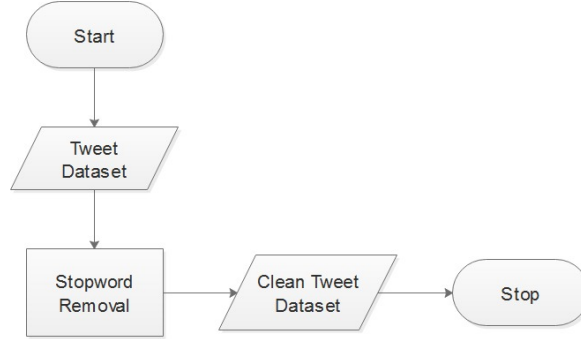 Start
Tweet
Dataset
Stopword
Removal
Clean Tweet
Dataset
Stop